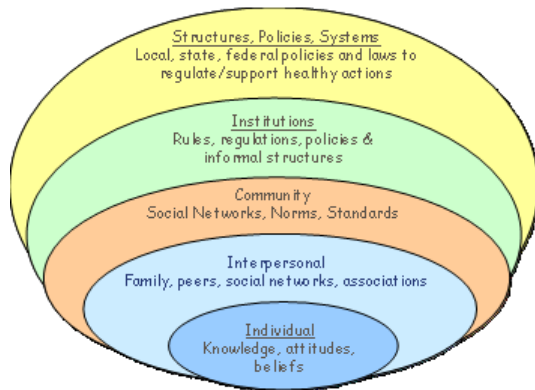 Structures, Policies, Systems
Local, state, federal policies and laws to
regulate/support healthy actions
Institutions
Rules, regulations, policies &
informal structures
Community
Social Networks, Norms, Standards
Interpersonal
Family, peers, social networks, associations
Individual
Knowledge, attitudes,
beliefs